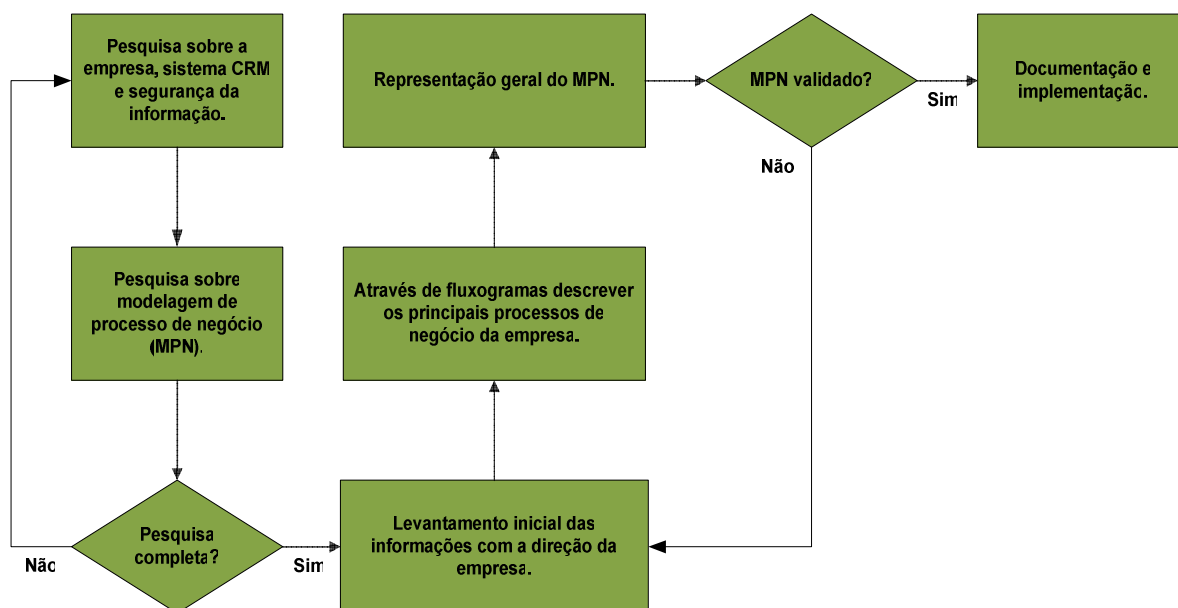 Pesquisa sobre a
empresa, sistema CRM
e segurança da
informação.
Pesquisa sobre
modelagem de
processo de negócio
(MPN).
Pesquisa
completa?
Não
Sim
Levantamento inicial das
informações com a direção da
empresa.
Através de fluxogramas descrever
os principais processos de
negócio da empresa.
Representação geral do MPN.
MPN validado?
Sim
Não
Documentação e
implementação.